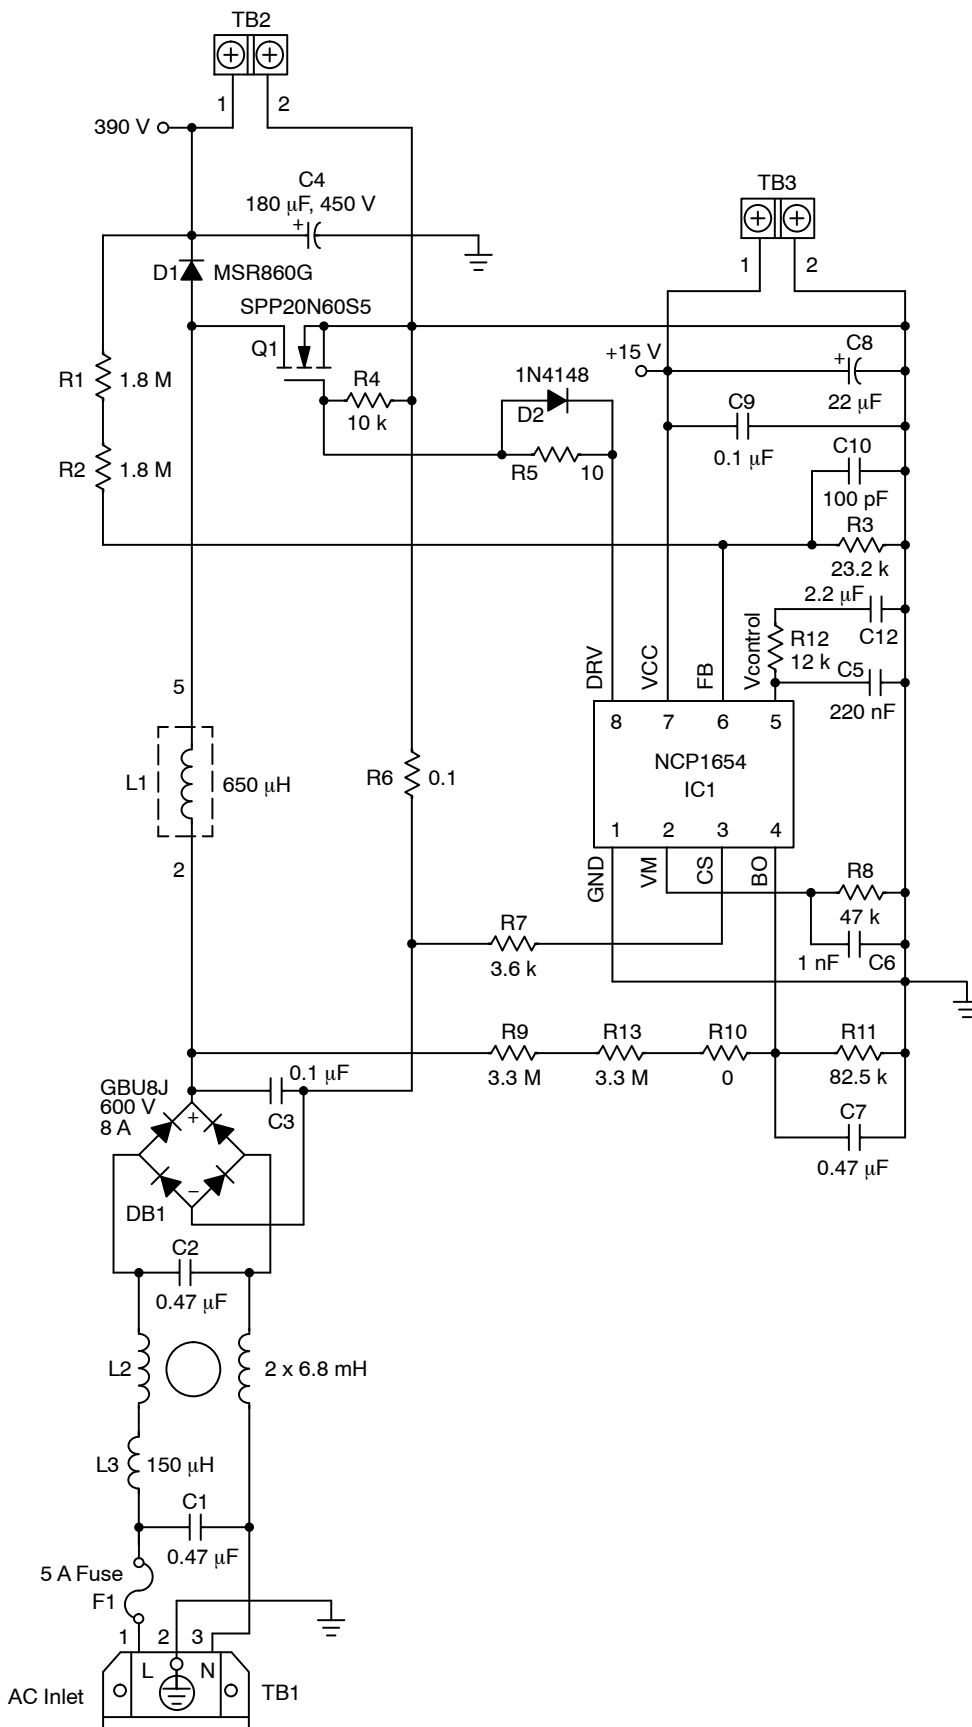 TB2
1
2
390 V
C4
180 μF, 450 V
+
D1
MSR860G
TB3
1
2
SPP20N60S5
Q1
+15 V
C8
+
22 μF
R1
1.8 M
R4
10 k
1N4148
D2
C9
0.1 μF
R2
1.8 M
R5
10
C10
100 pF
R3
23.2 k
2.2 μF
C12
R12
12 k
C5
220 nF
DRV
VCC
FB
Vcontrol
5
8
7
6
5
NCP1654
IC1
L1
650 μH
R6
0.1
1
2
3
4
GND
VM
CS
BO
2
R8
47 k
R7
3.6 k
1 nF
C6
R9
3.3 M
R13
3.3 M
R10
0
R11
82.5 k
GBU8J
600 V
8 A
0.1 μF
C3
C7
0.47 μF
+
−
DB1
C2
0.47 μF
L2
2 x 6.8 mH
L3
150 μH
C1
0.47 μF
5 A Fuse
F1
1
2
3
L
N
AC Inlet
TB1